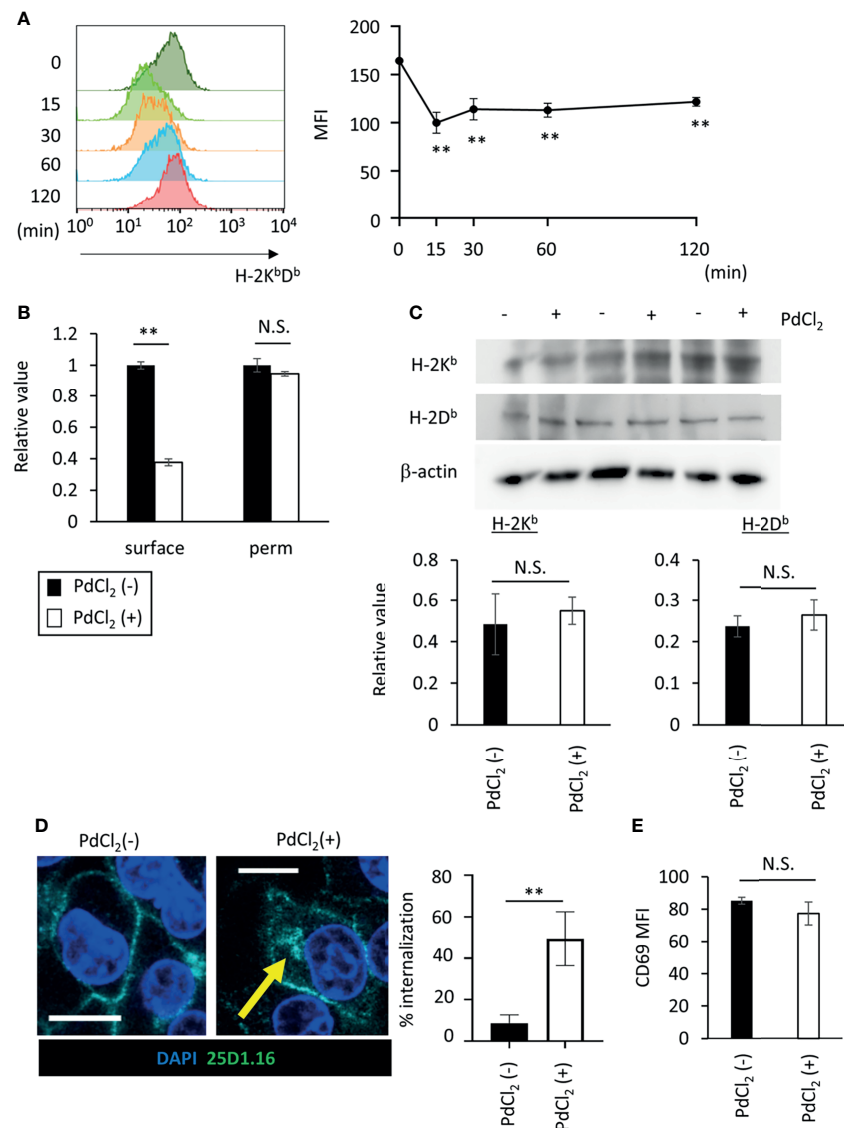 A
0
15
30
60
120
(min)
10⁰ 10¹ 10² 10³ 10⁴
H-2KᵇDᵇ
MFI
200
150
100
50
0
** ** ** **
0 15 30 60 120
(min)
B
Relative value
1.2
1
0.8
0.6
0.4
0.2
0
** N.S.
surface perm
PdCl₂ (-)
PdCl₂ (+)
C
- + - + - + PdCl₂
H-2Kᵇ
H-2Dᵇ
β-actin
H-2Kᵇ
Relative value
0.8
0.6
0.4
0.2
0
N.S.
PdCl₂ (-) PdCl₂ (+)
H-2Dᵇ
0.4
0.3
0.2
0.1
0
N.S.
PdCl₂ (-) PdCl₂ (+)
D
PdCl₂(-) PdCl₂(+)
DAPI 25D1.16
% internalization
80
60
40
20
0
**
PdCl₂ (-) PdCl₂ (+)
E
CD69 MFI
100
80
60
40
20
0
N.S.
PdCl₂ (-) PdCl₂ (+)